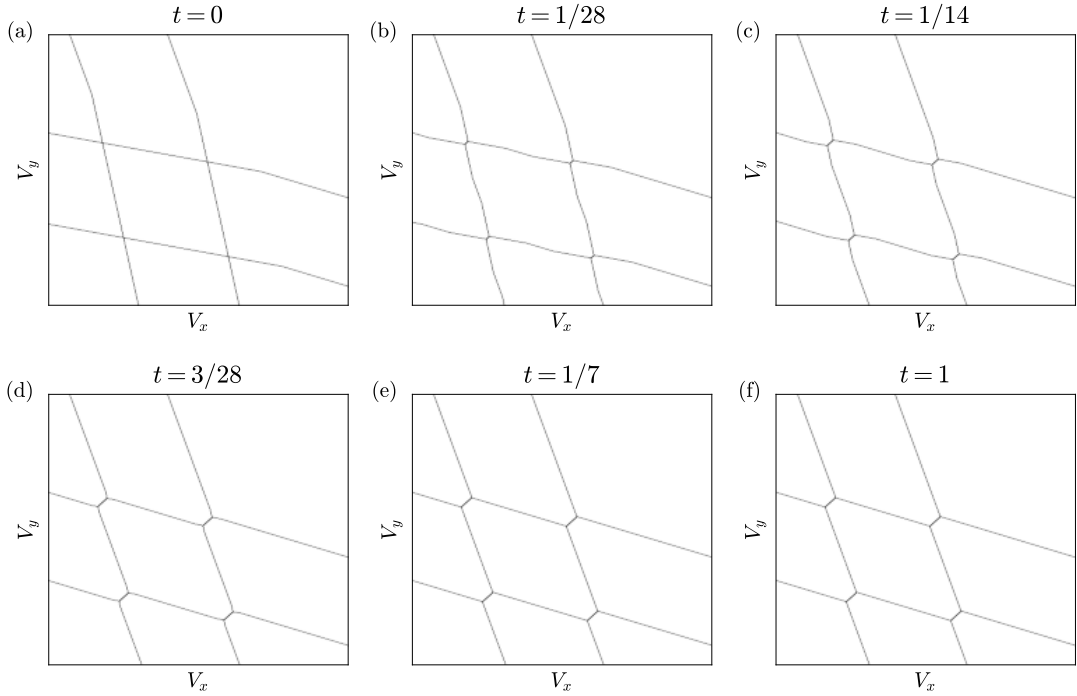 (a) t = 0
V_y
V_x
(b) t = 1/28
V_y
V_x
(c) t = 1/14
V_y
V_x
(d) t = 3/28
V_y
V_x
(e) t = 1/7
V_y
V_x
(f) t = 1
V_y
V_x